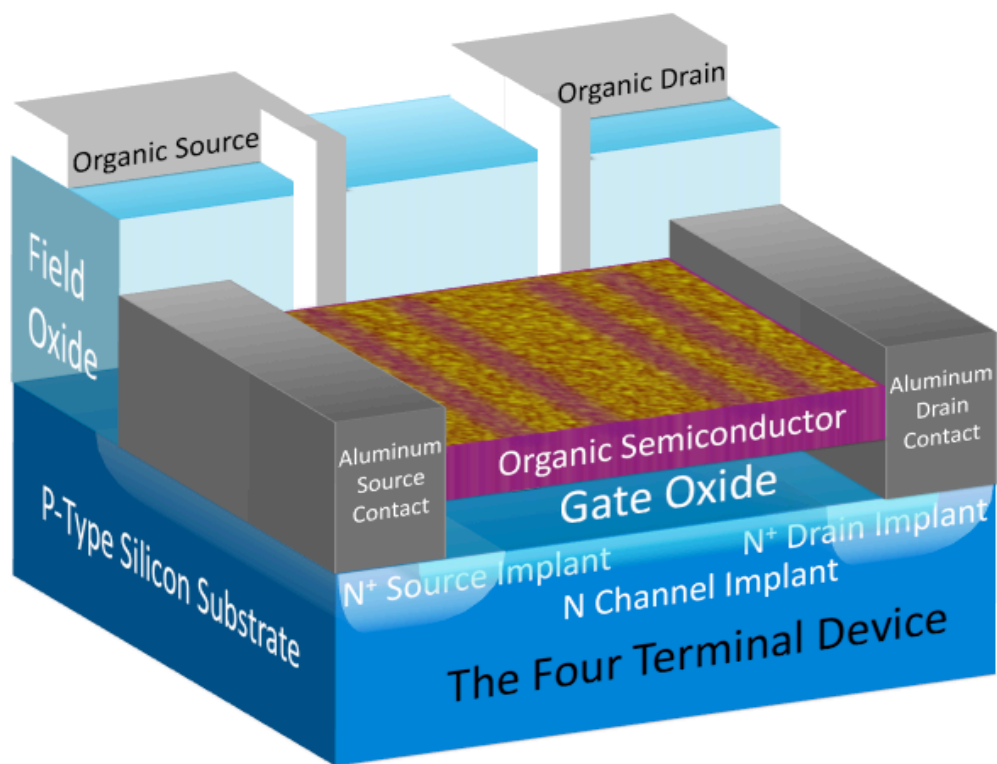 Organic Drain
Organic Source
Field
Oxide
Aluminum
Drain
Contact
Organic Semiconductor
Aluminum
Source
Contact
Gate Oxide
P-Type Silicon Substrate
N⁺ Drain Implant
N⁺ Source Implant
N Channel Implant
The Four Terminal Device